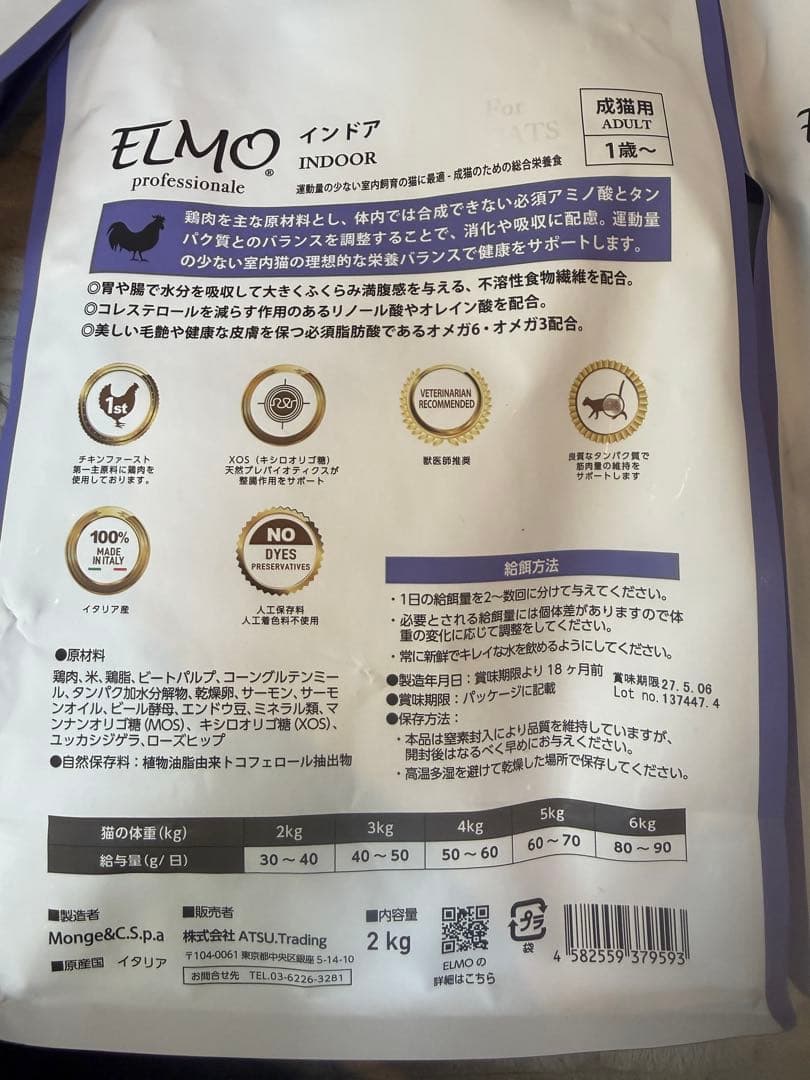 For
CATS
ELMO®
professionale
インドア
INDOOR
運動量の少ない室内飼育の猫に最適 - 成猫のための総合栄養食
成猫用
ADULT
1歳～
鶏肉を主な原材料とし、体内では合成できない必須アミノ酸とタン
パク質とのバランスを調整することで、消化や吸収に配慮。運動量
の少ない室内猫の理想的な栄養バランスで健康をサポートします。
◎胃や腸で水分を吸収して大きくふくらみ満腹感を与える、不溶性食物繊維を配合。
◎コレステロールを減らす作用のあるリノール酸やオレイン酸を配合。
◎美しい毛艶や健康な皮膚を保つ必須脂肪酸であるオメガ6・オメガ3配合。
1st
チキンファースト
第一主原料に鶏肉を
使用しております。
XOS（キシロオリゴ糖）
天然プレバイオティクスが
整腸作用をサポート
VETERINARIAN
RECOMMENDED
獣医師推奨
良質なタンパク質で
筋肉量の維持を
サポートします
100%
MADE
IN ITALY
イタリア産
NO
DYES
PRESERVATIVES
人工保存料
人工着色料不使用
●原材料
鶏肉、米、鶏脂、ビートパルプ、コーングルテンミー
ル、タンパク加水分解物、乾燥卵、サーモン、サーモ
ンオイル、ビール酵母、エンドウ豆、ミネラル類、マ
ンナンオリゴ糖（MOS）、キシロオリゴ糖（XOS）、
ユッカシジゲラ、ローズヒップ
●自然保存料：植物油脂由来トコフェロール抽出物
給餌方法
・1日の給餌量を2～数回に分けて与えてください。
・必要とされる給餌量には個体差がありますので体
重の変化に応じて調整をしてください。
・常に新鮮でキレイな水を飲めるようにしてください。
●製造年月日：賞味期限より18ヶ月前
●賞味期限：パッケージに記載
賞味期限27.5.06
Lot no.137447.4
●保存方法：
・本品は窒素封入により品質を維持していますが、
開封後はなるべく早めにお与えください。
・高温多湿を避けて乾燥した場所で保存してください。
猫の体重(kg) 2kg 3kg 4kg 5kg 6kg
給与量(g/日) 30～40 40～50 50～60 60～70 80～90
■製造者
Monge&C.S.p.a
■原産国 イタリア
■販売者
株式会社 ATSU.Trading
〒104-0061 東京都中央区銀座5-14-10
お問合せ先 TEL.03-6226-3281
■内容量
2 kg
ELMOの
詳細はこちら
プラ
袋
4 582559 379593